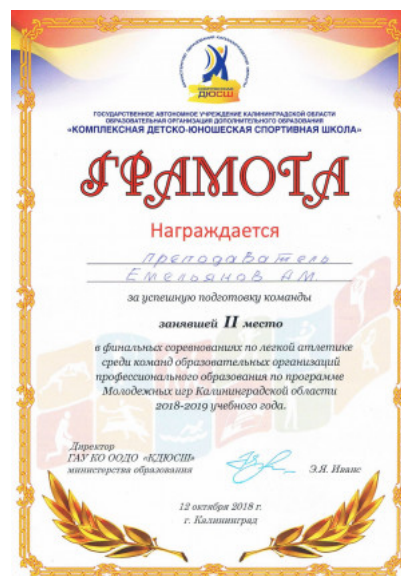 КОМПЛЕКСНАЯ
ДЮСШ
ГОСУДАРСТВЕННОЕ АВТОНОМНОЕ УЧРЕЖДЕНИЕ КАЛИНИНГРАДСКОЙ ОБЛАСТИ
ОБРАЗОВАТЕЛЬНАЯ ОРГАНИЗАЦИЯ ДОПОЛНИТЕЛЬНОГО ОБРАЗОВАНИЯ
«КОМПЛЕКСНАЯ ДЕТСКО-ЮНОШЕСКАЯ СПОРТИВНАЯ ШКОЛА»
ГРАМОТА
Награждается
преподаватель
Емельянов А.М.
за успешную подготовку команды
занявшей II место
в финальных соревнованиях по легкой атлетике
среди команд образовательных организаций
профессионального образования по программе
Молодежных игр Калининградской области
2018-2019 учебного года.
Директор
ГАУ КО ООДО «КДЮСШ»
министерства образования
Э.Я. Иванс
12 октября 2018 г.
г. Калининград